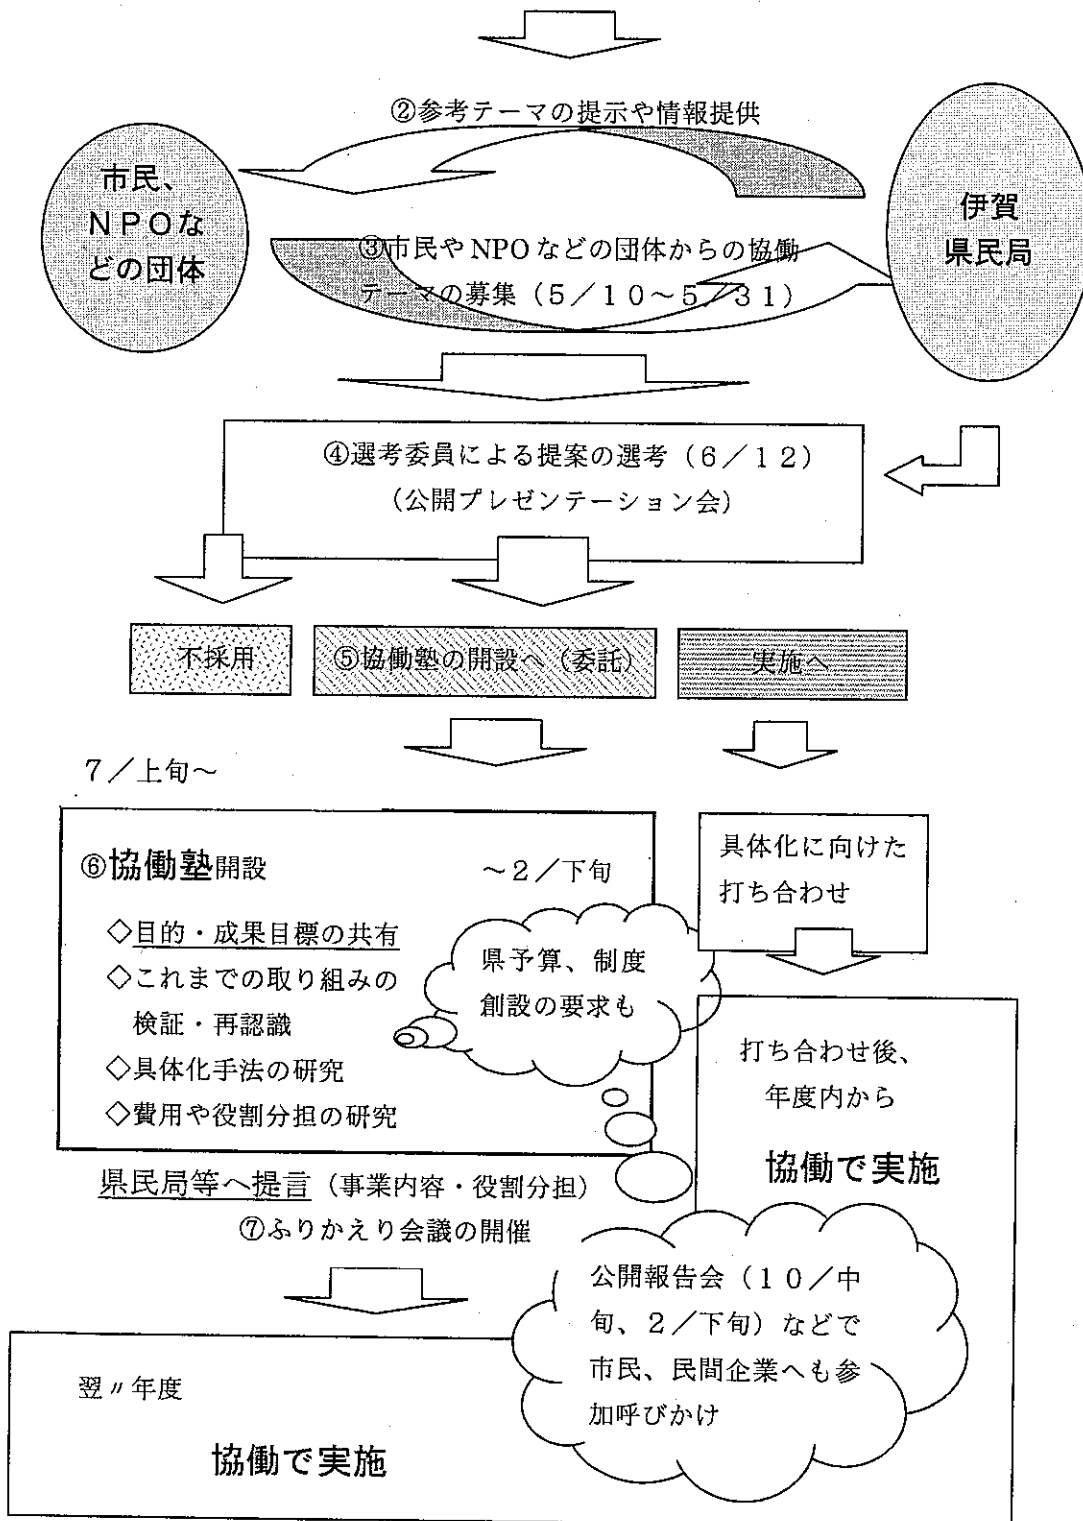 ②参考テーマの提示や情報提供
市民、
NPOな
どの団体
伊賀
県民局
③市民やNPOなどの団体からの協働
テーマの募集（5／10～5／31）
④選考委員による提案の選考（6／12）
（公開プレゼンテーション会）
不採用
⑤協働塾の開設へ（委託）
実施へ
7／上旬～
⑥協働塾開設
～2／下旬
◇目的・成果目標の共有
◇これまでの取り組みの
検証・再認識
◇具体化手法の研究
◇費用や役割分担の研究
県予算、制度
創設の要求も
具体化に向けた
打ち合わせ
打ち合わせ後、
年度内から
協働で実施
県民局等へ提言（事業内容・役割分担）
⑦ふりかえり会議の開催
公開報告会（10／中
旬、2／下旬）などで
市民、民間企業へも参
加呼びかけ
翌〃年度
協働で実施